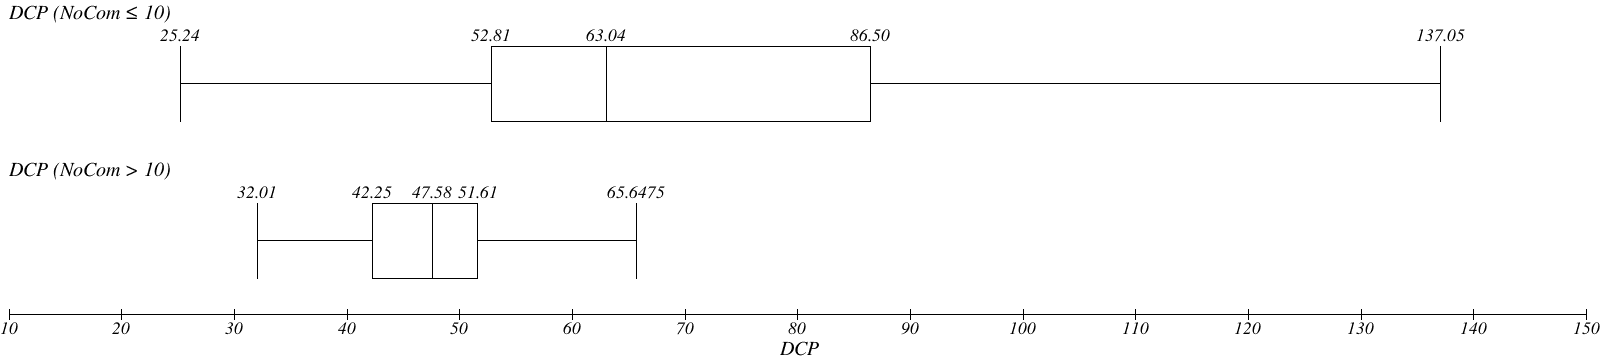 DCP (NoCom ≤ 10)
25.24 52.81 63.04 86.50 137.05
DCP (NoCom > 10)
32.01 42.25 47.58 51.61 65.6475
10 20 30 40 50 60 70 80 90 100 110 120 130 140 150
DCP